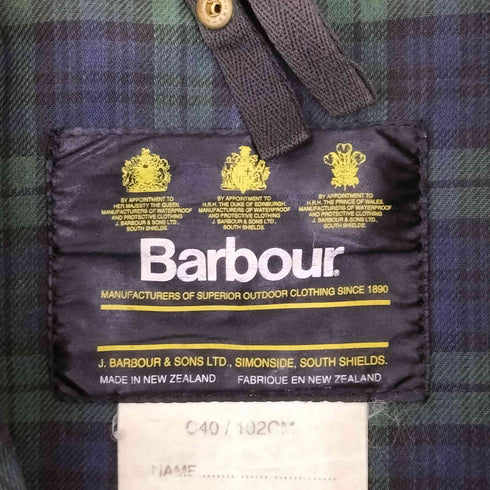 BY APPOINTMENT TO
HER MAJESTY THE QUEEN
MANUFACTURERS OF WATERPROOF
AND PROTECTIVE CLOTHING
J. BARBOUR & SONS LTD.,
SOUTH SHIELDS.
BY APPOINTMENT TO
H.R.H. THE DUKE OF EDINBURGH
MANUFACTURERS OF WATERPROOF
AND PROTECTIVE CLOTHING
J. BARBOUR & SONS LTD.,
SOUTH SHIELDS.
BY APPOINTMENT TO
H.R.H. THE PRINCE OF WALES.
MANUFACTURERS OF WATERPROOF
AND PROTECTIVE CLOTHING
J. BARBOUR & SONS LTD.,
SOUTH SHIELDS.
Barbour®
MANUFACTURERS OF SUPERIOR OUTDOOR CLOTHING SINCE 1890
J. BARBOUR & SONS LTD., SIMONSIDE, SOUTH SHIELDS.
MADE IN NEW ZEALAND FABRIQUE EN NEW ZEALAND
C40 / 102CM
NAME